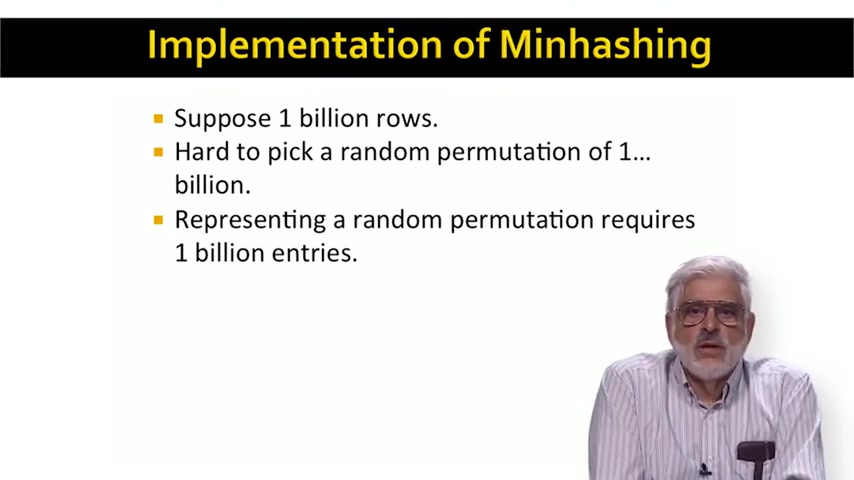 Implementation of Minhashing
▪ Suppose 1 billion rows.
▪ Hard to pick a random permutation of 1…
billion.
▪ Representing a random permutation requires
1 billion entries.